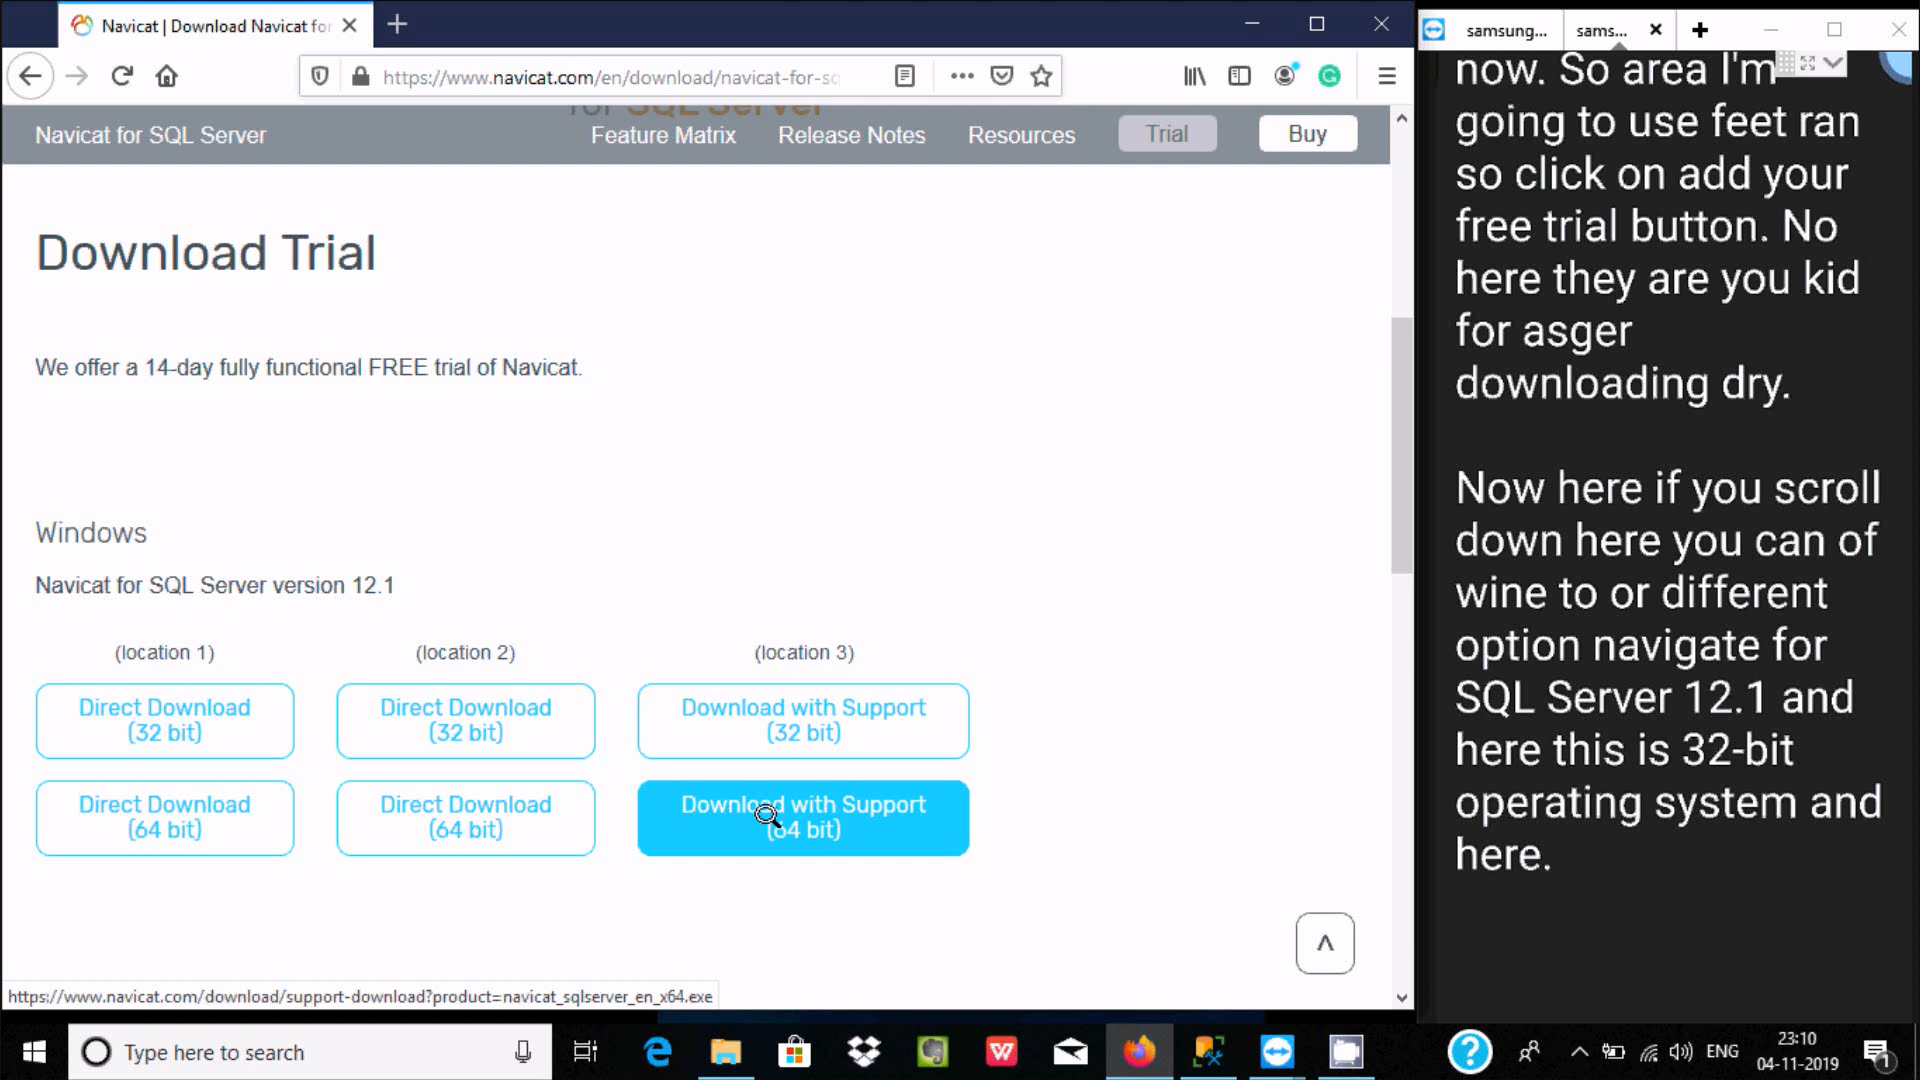 Navicat | Download Navicat for
samsung...
sams...
https://www.navicat.com/en/download/navicat-for-sq
for SQL Server
Navicat for SQL Server
Feature Matrix
Release Notes
Resources
Trial
Buy
Download Trial
We offer a 14-day fully functional FREE trial of Navicat.
Windows
Navicat for SQL Server version 12.1
(location 1)
(location 2)
(location 3)
Direct Download
(32 bit)
Direct Download
(32 bit)
Download with Support
(32 bit)
Direct Download
(64 bit)
Direct Download
(64 bit)
Download with Support
(64 bit)
https://www.navicat.com/download/support-download?product=navicat_sqlserver_en_x64.exe
now. So area I'm
going to use feet ran
so click on add your
free trial button. No
here they are you kid
for asger
downloading dry.
Now here if you scroll
down here you can of
wine to or different
option navigate for
SQL Server 12.1 and
here this is 32-bit
operating system and
here.
Type here to search
ENG
23:10
04-11-2019
1